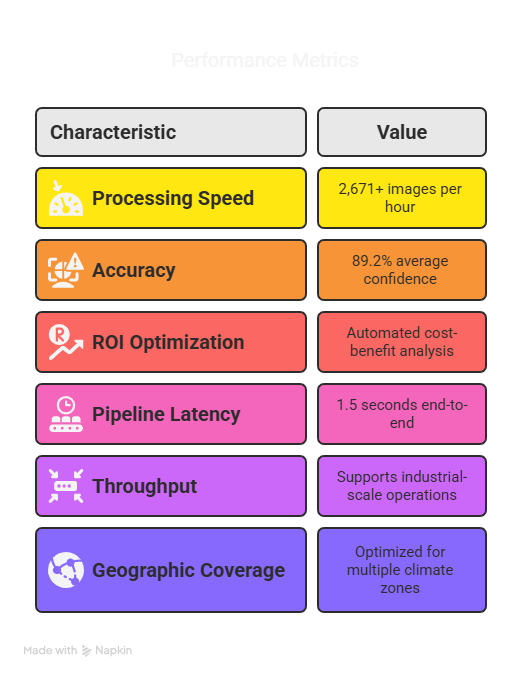 Performance Metrics
Characteristic
Value
Processing Speed
2,671+ images per
hour
Accuracy
89.2% average
confidence
ROI Optimization
Automated cost-
benefit analysis
Pipeline Latency
1.5 seconds end-to-
end
Throughput
Supports industrial-
scale operations
Geographic Coverage
Optimized for
multiple climate
zones
Made with Napkin